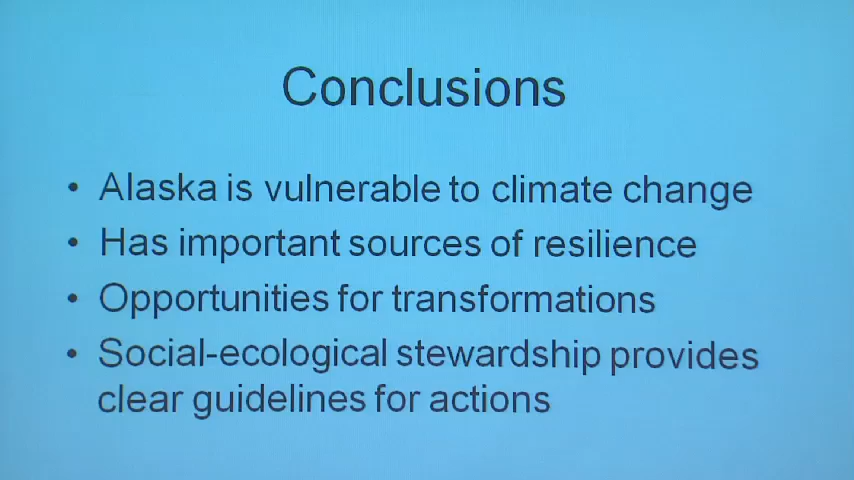 Conclusions
• Alaska is vulnerable to climate change
• Has important sources of resilience
• Opportunities for transformations
• Social-ecological stewardship provides
clear guidelines for actions